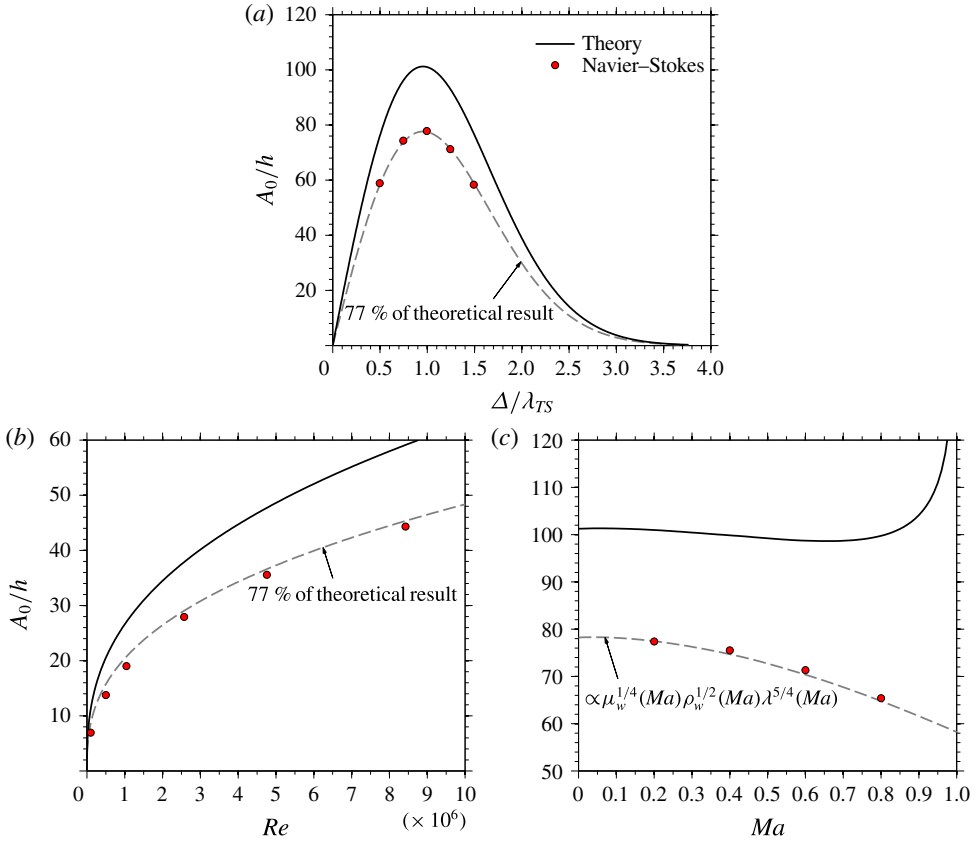 (a)
120
100
80
60
40
20
A0/h
Theory
Navier–Stokes
77 % of theoretical result
0 0.5 1.0 1.5 2.0 2.5 3.0 3.5 4.0
Δ/λTS
(b)
60
50
40
30
20
10
A0/h
77 % of theoretical result
0 1 2 3 4 5 6 7 8 9 10
(× 10⁶)
Re
(c)
120
110
100
90
80
70
60
50
∝μw^1/4(Ma)ρw^1/2(Ma)λ^5/4(Ma)
0 0.1 0.2 0.3 0.4 0.5 0.6 0.7 0.8 0.9 1.0
Ma